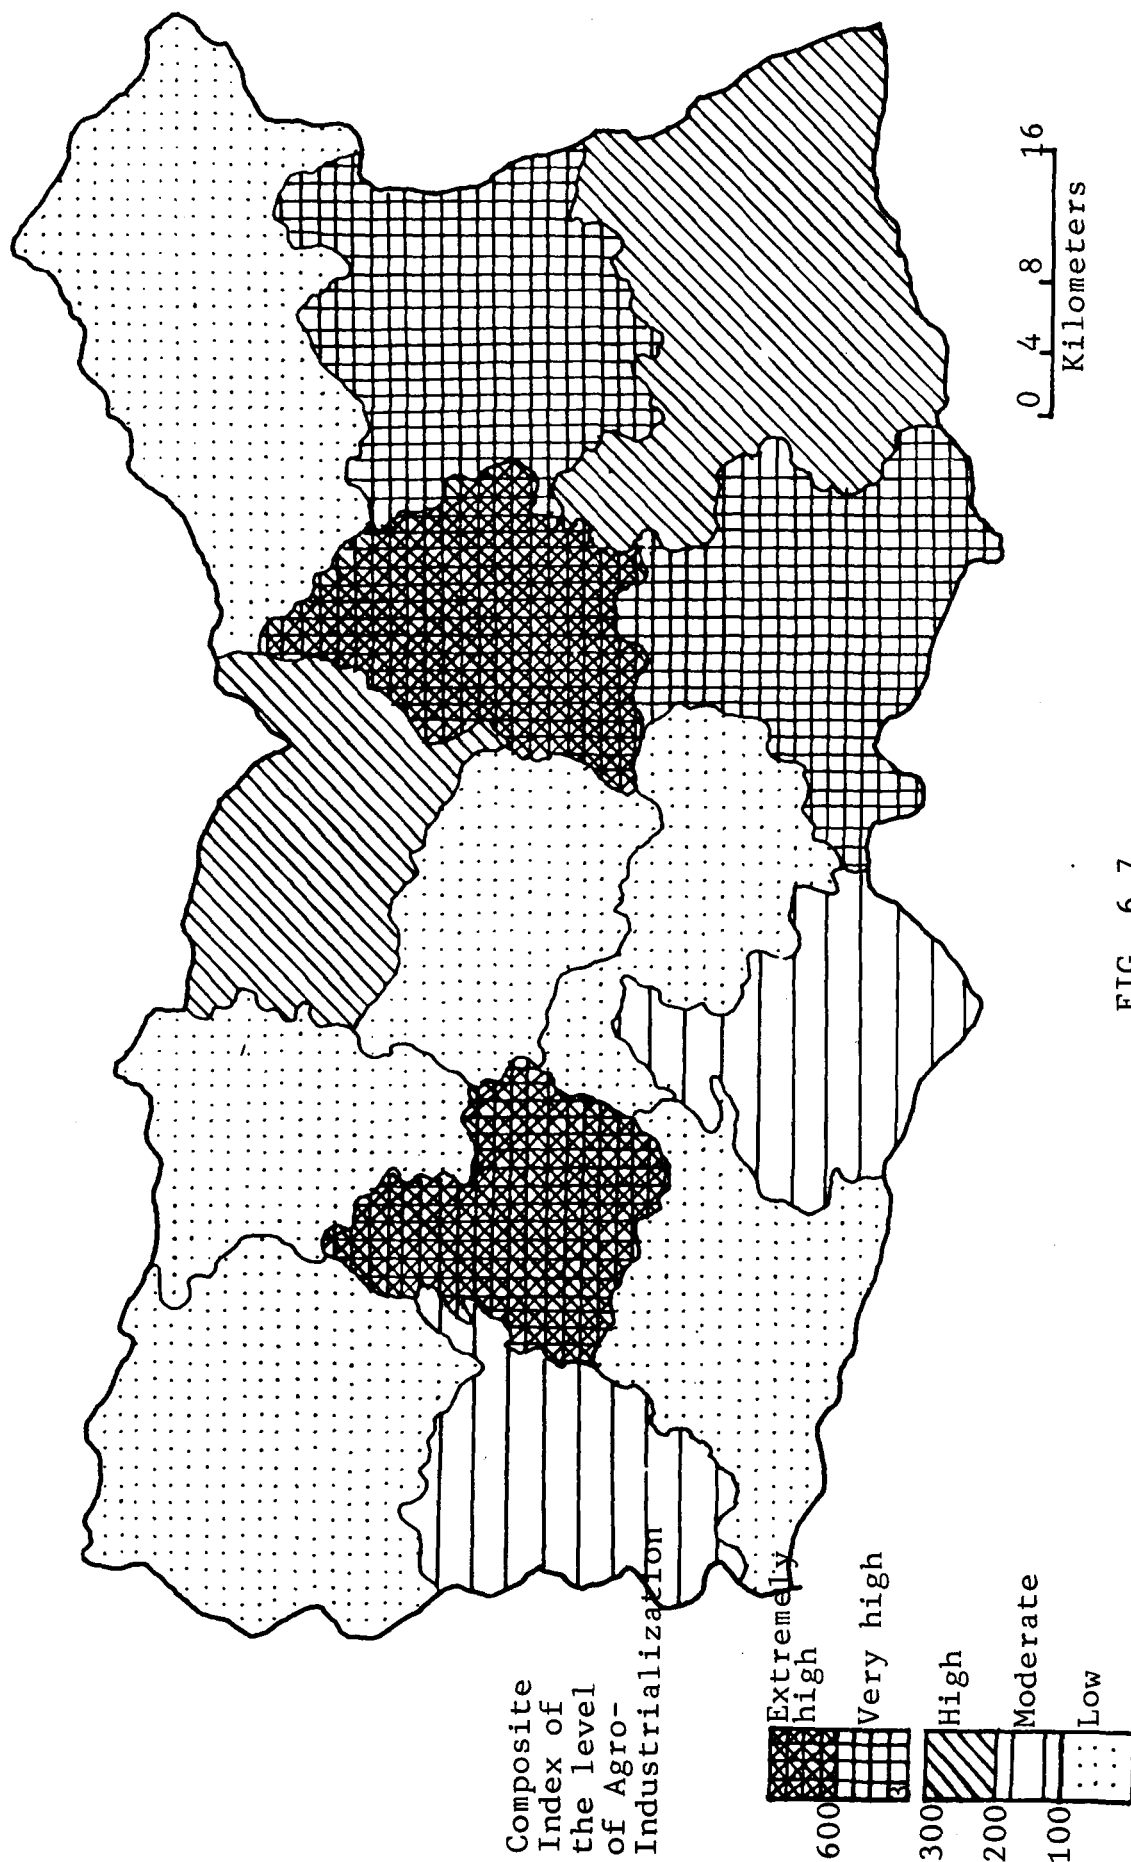 Composite
Index of
the level
of Agro-
Industrialization
Extremely
high
600
Very high
3
300
High
200
Moderate
100
Low
0 4 8 16
Kilometers
FIG. 6.7